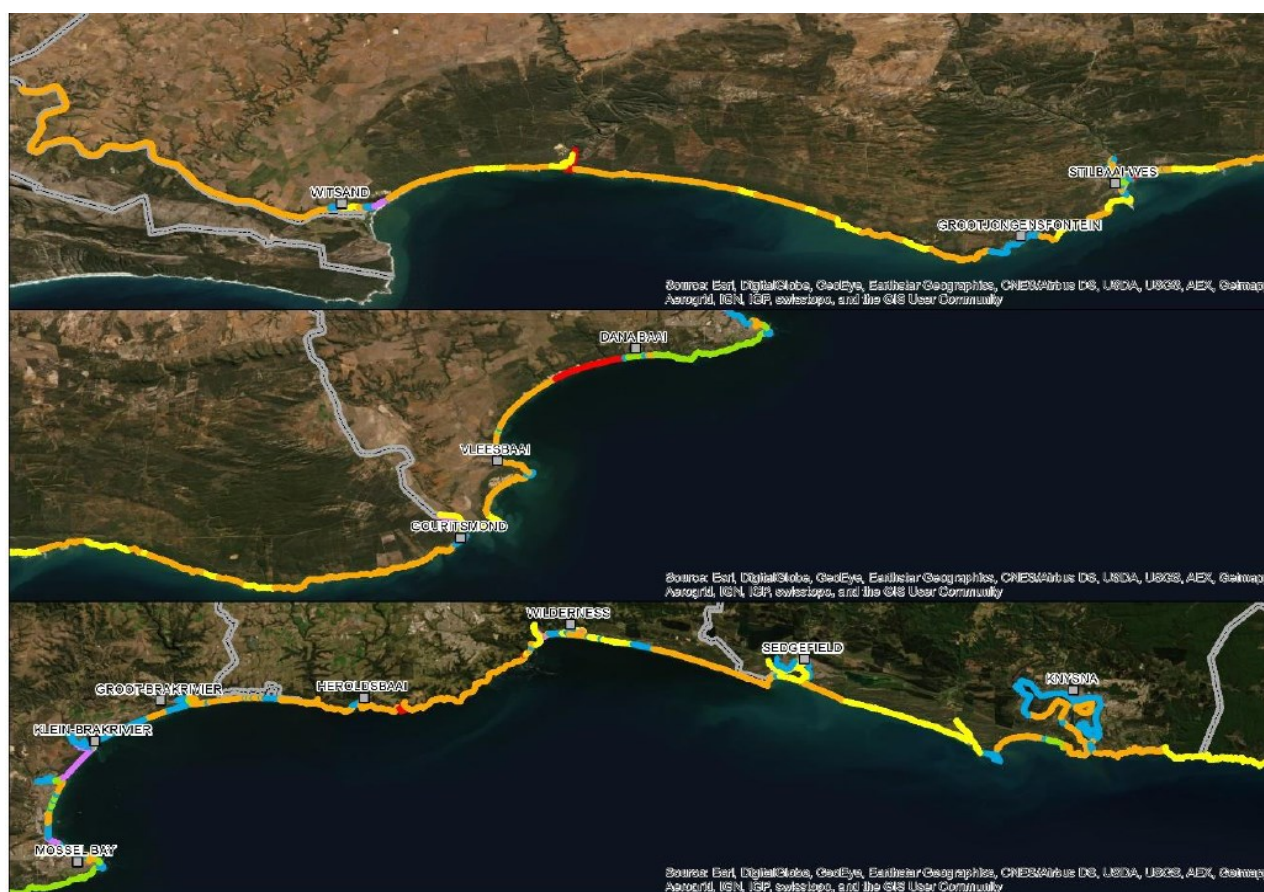 WITSAND
STILBAAI-WES
GROOTJONGENSFONTEIN
Source: Esri, DigitalGlobe, GeoEye, Earthstar Geographics, CNES/Airbus DS, USDA, USGS, AEX, Getmap
Aerogrid, IGN, IGP, swisstopo, and the GIS User Community
DANABAAI
VLEESBAAI
GOURITSMOND
Source: Esri, DigitalGlobe, GeoEye, Earthstar Geographics, CNES/Airbus DS, USDA, USGS, AEX, Getmap
Aerogrid, IGN, IGP, swisstopo, and the GIS User Community
WILDERNESS
SEDGEFIELD
KNYSNA
GROOT-BRAKRIVIER
HEROLDSBAAI
KLEIN-BRAKRIVIER
MOSSEL BAY
Source: Esri, DigitalGlobe, GeoEye, Earthstar Geographics, CNES/Airbus DS, USDA, USGS, AEX, Getmap
Aerogrid, IGN, IGP, swisstopo, and the GIS User Community